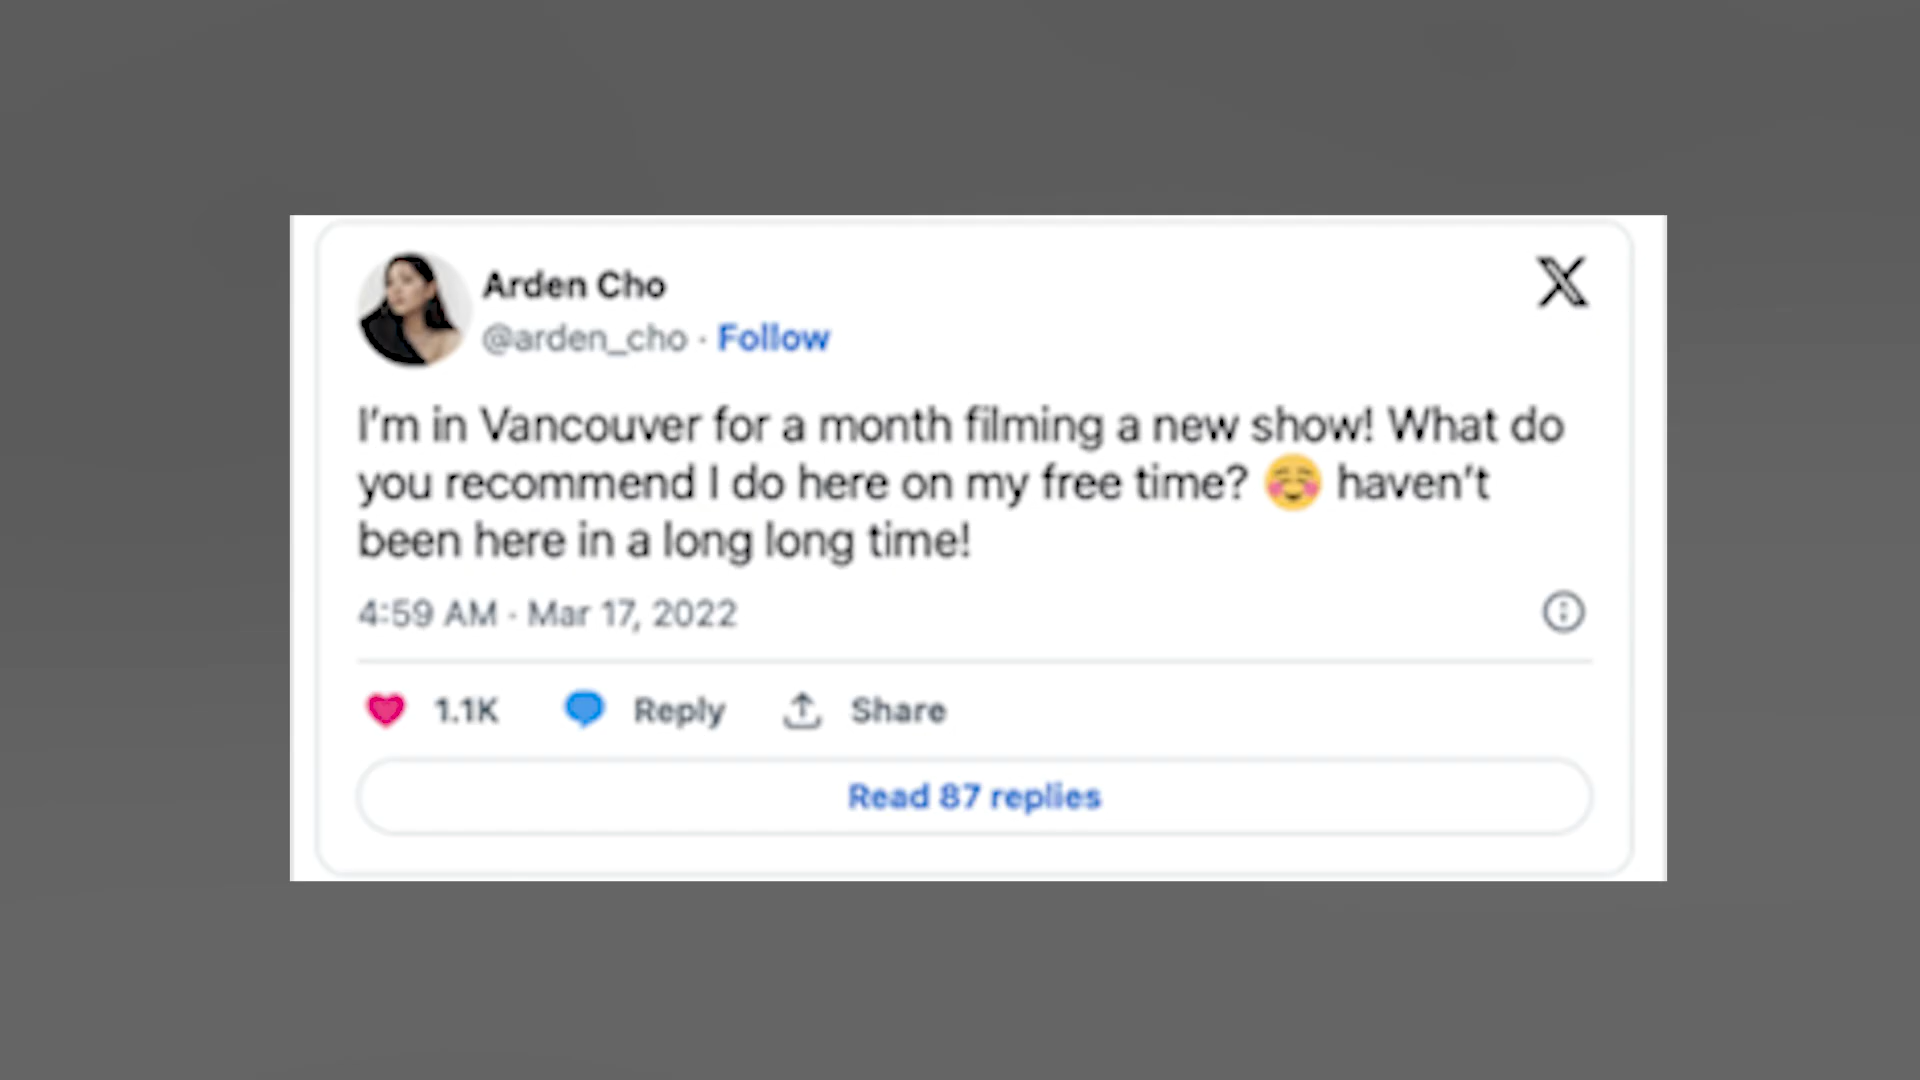 Arden Cho
@arden_cho · Follow
I'm in Vancouver for a month filming a new show! What do
you recommend I do here on my free time? ☺️ haven't
been here in a long long time!
4:59 AM · Mar 17, 2022
1.1K Reply Share
Read 87 replies